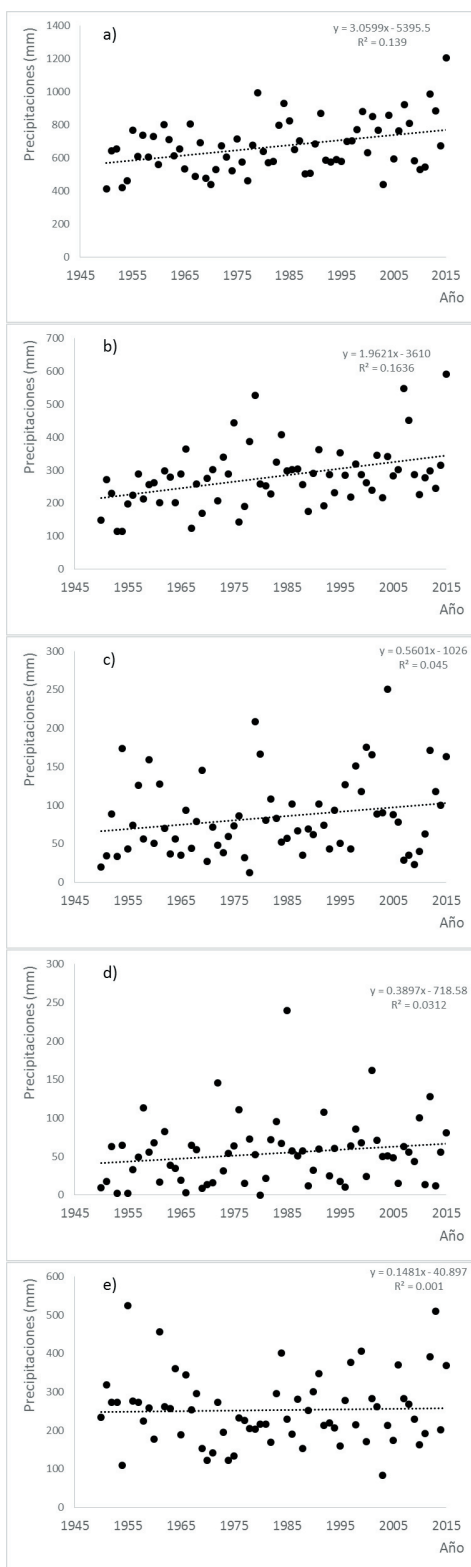 a)
y = 3.0599x - 5395.5
R² = 0.139
Precipitaciones (mm)
1400
1200
1000
800
600
400
200
0
1945 1955 1965 1975 1985 1995 2005 2015
Año
b)
y = 1.9621x - 3610
R² = 0.1636
Precipitaciones (mm)
700
600
500
400
300
200
100
0
1945 1955 1965 1975 1985 1995 2005 2015
Año
c)
y = 0.5601x - 1026
R² = 0.045
Precipitaciones (mm)
300
250
200
150
100
50
0
1945 1955 1965 1975 1985 1995 2005 2015
Año
d)
y = 0.3897x - 718.58
R² = 0.0312
Precipitaciones (mm)
300
250
200
150
100
50
0
1945 1955 1965 1975 1985 1995 2005 2015
Año
e)
y = 0.1481x - 40.897
R² = 0.001
Precipitaciones (mm)
600
500
400
300
200
100
0
1945 1955 1965 1975 1985 1995 2005 2015
Año